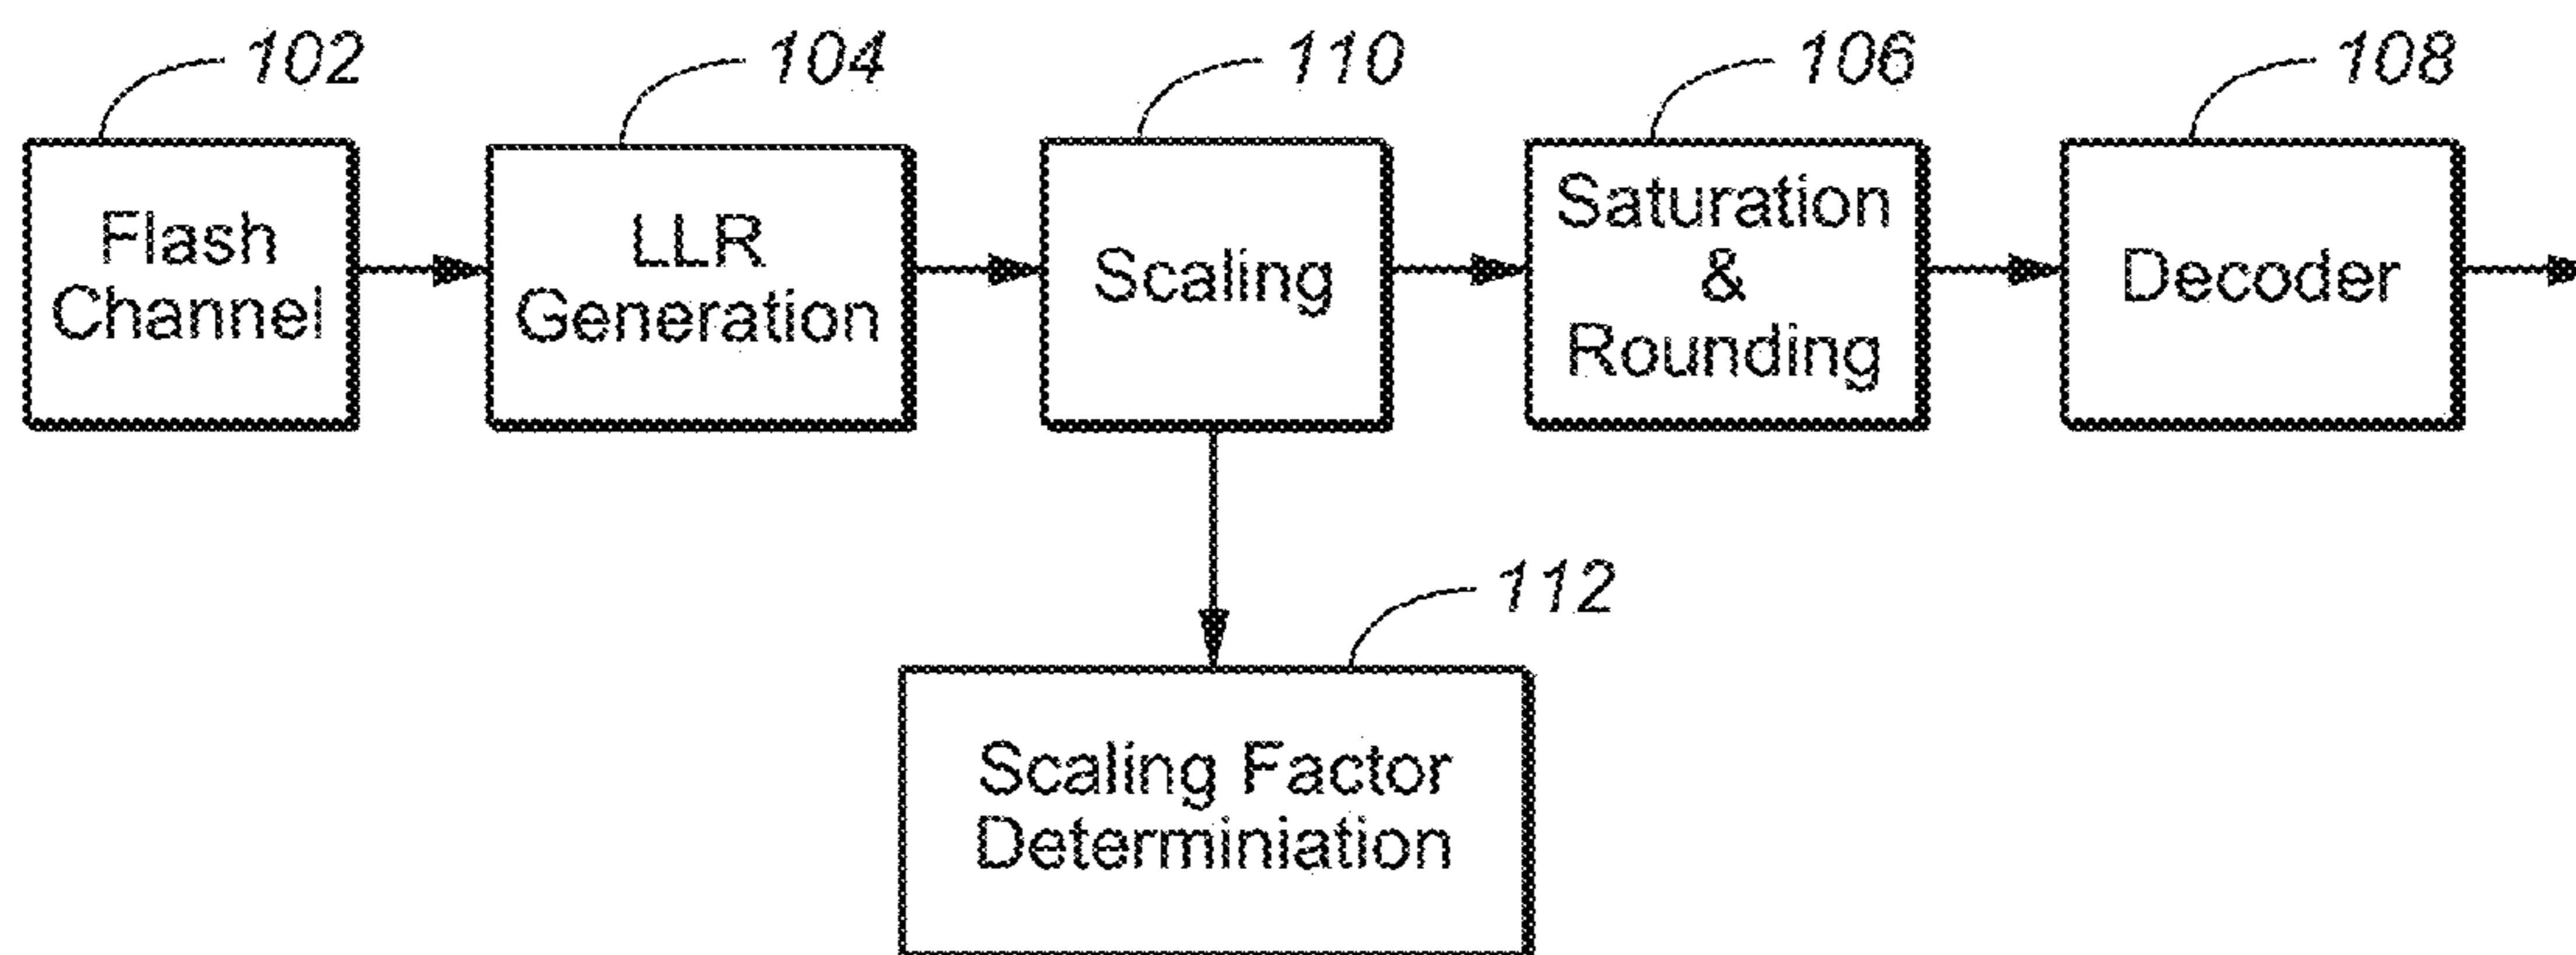 102
104
110
106
108
Flash
Channel
LLR
Generation
Scaling
Saturation
&
Rounding
Decoder
112
Scaling Factor
Determiniation